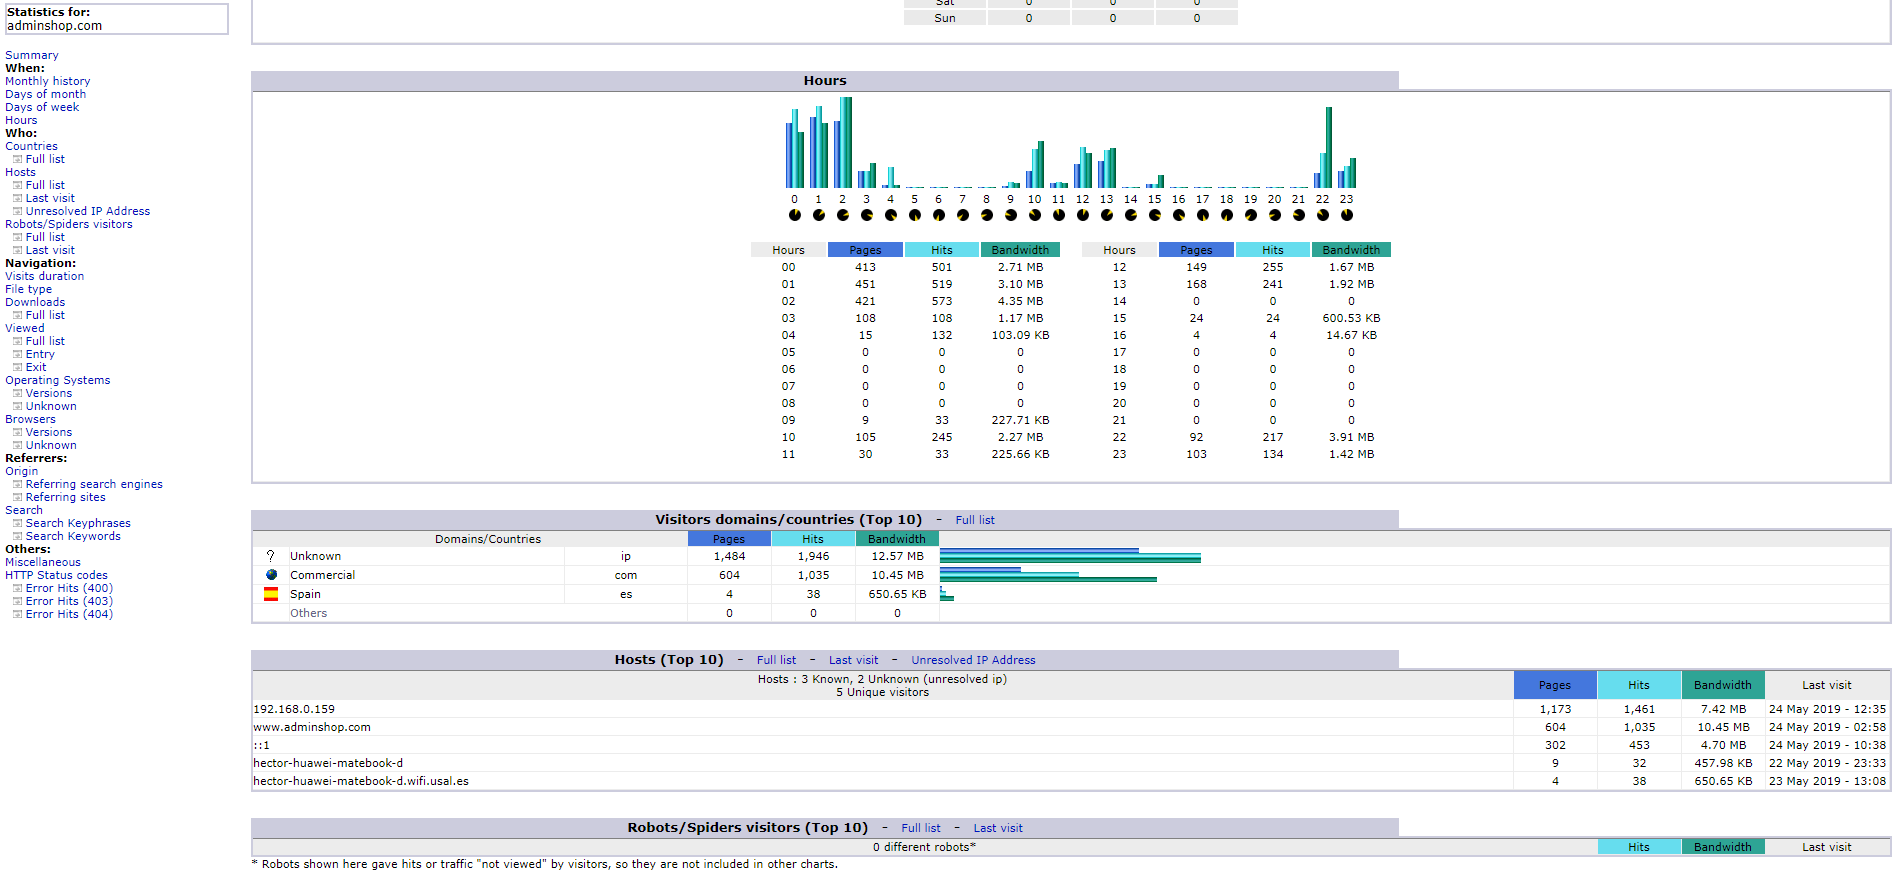 Statistics for:
adminshop.com
Summary
When:
Monthly history
Days of month
Days of week
Hours
Who:
Countries
Full list
Hosts
Full list
Last visit
Unresolved IP Address
Robots/Spiders visitors
Full list
Last visit
Navigation:
Visits duration
File type
Downloads
Full list
Viewed
Full list
Entry
Exit
Operating Systems
Versions
Unknown
Browsers
Versions
Unknown
Referrers:
Origin
Referring search engines
Referring sites
Search
Search Keyphrases
Search Keywords
Others:
Miscellaneous
HTTP Status codes
Error Hits (400)
Error Hits (403)
Error Hits (404)
Sat 0 0 0
Sun 0 0 0
Hours
0 1 2 3 4 5 6 7 8 9 10 11 12 13 14 15 16 17 18 19 20 21 22 23
Hours Pages Hits Bandwidth Hours Pages Hits Bandwidth
00 413 501 2.71 MB 12 149 255 1.67 MB
01 451 519 3.10 MB 13 168 241 1.92 MB
02 421 573 4.35 MB 14 0 0 0
03 108 108 1.17 MB 15 24 24 600.53 KB
04 15 132 103.09 KB 16 4 4 14.67 KB
05 0 0 0 17 0 0 0
06 0 0 0 18 0 0 0
07 0 0 0 19 0 0 0
08 0 0 0 20 0 0 0
09 9 33 227.71 KB 21 0 0 0
10 105 245 2.27 MB 22 92 217 3.91 MB
11 30 33 225.66 KB 23 103 134 1.42 MB
Visitors domains/countries (Top 10) - Full list
Domains/Countries Pages Hits Bandwidth
? Unknown ip 1,484 1,946 12.57 MB
Commercial com 604 1,035 10.45 MB
Spain es 4 38 650.65 KB
Others 0 0 0
Hosts (Top 10) - Full list - Last visit - Unresolved IP Address
Hosts : 3 Known, 2 Unknown (unresolved ip)
5 Unique visitors
Pages Hits Bandwidth Last visit
192.168.0.159 1,173 1,461 7.42 MB 24 May 2019 - 12:35
www.adminshop.com 604 1,035 10.45 MB 24 May 2019 - 02:58
::1 302 453 4.70 MB 24 May 2019 - 10:38
hector-huawei-matebook-d 9 32 457.98 KB 22 May 2019 - 23:33
hector-huawei-matebook-d.wifi.usal.es 4 38 650.65 KB 23 May 2019 - 13:08
Robots/Spiders visitors (Top 10) - Full list - Last visit
0 different robots* Hits Bandwidth Last visit
* Robots shown here gave hits or traffic "not viewed" by visitors, so they are not included in other charts.